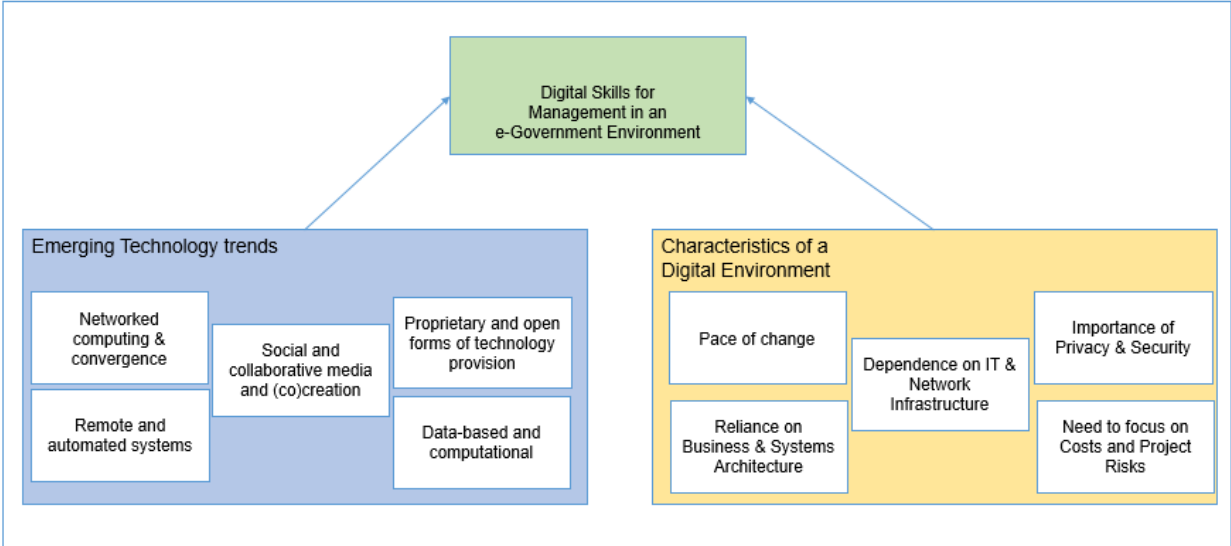 Digital Skills for
Management in an
e-Government Environment
Emerging Technology trends
Networked
computing &
convergence
Remote and
automated systems
Social and
collaborative media
and (co)creation
Proprietary and open
forms of technology
provision
Data-based and
computational
Characteristics of a
Digital Environment
Pace of change
Reliance on
Business & Systems
Architecture
Dependence on IT &
Network
Infrastructure
Importance of
Privacy & Security
Need to focus on
Costs and Project
Risks